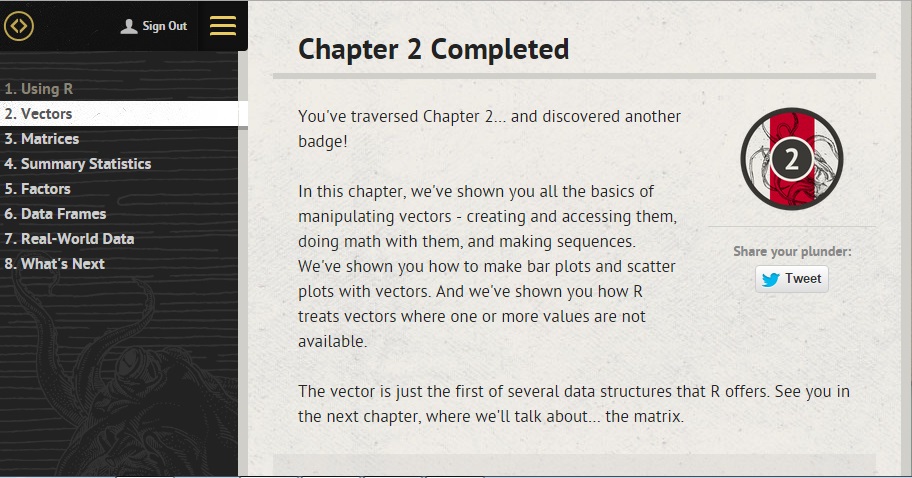 Sign Out
1. Using R
2. Vectors
3. Matrices
4. Summary Statistics
5. Factors
6. Data Frames
7. Real-World Data
8. What's Next
Chapter 2 Completed
You've traversed Chapter 2... and discovered another
badge!
In this chapter, we've shown you all the basics of
manipulating vectors - creating and accessing them,
doing math with them, and making sequences.
We've shown you how to make bar plots and scatter
plots with vectors. And we've shown you how R
treats vectors where one or more values are not
available.
The vector is just the first of several data structures that R offers. See you in
the next chapter, where we'll talk about... the matrix.
2
Share your plunder:
Tweet